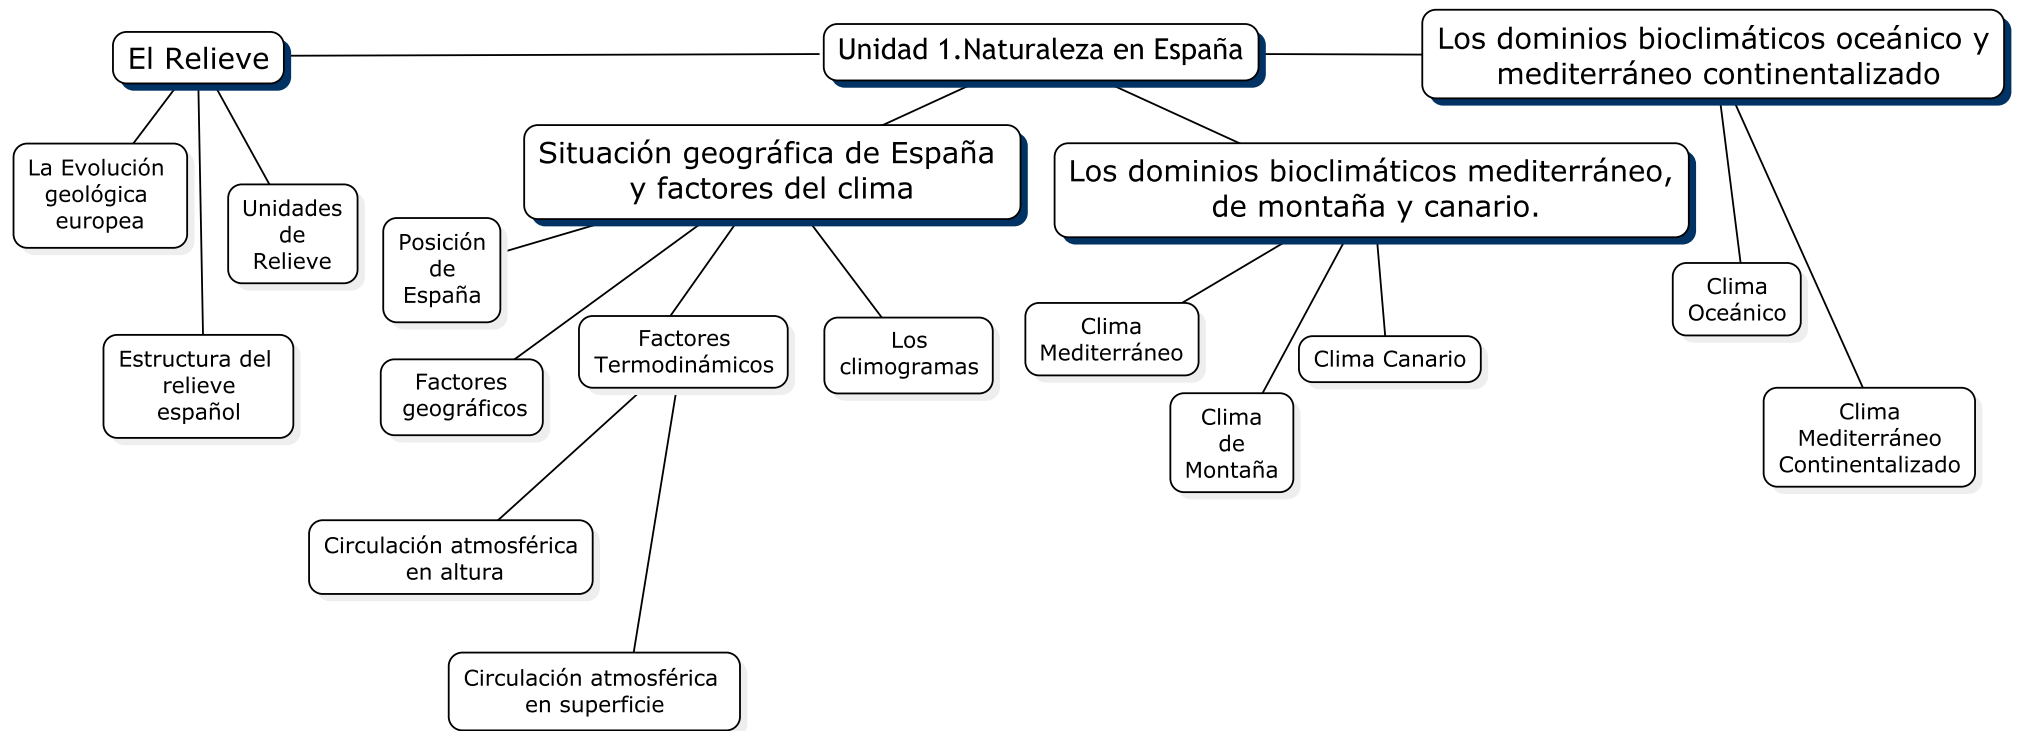 El Relieve
Unidad 1.Naturaleza en España
Los dominios bioclimáticos oceánico y
mediterráneo continentalizado
La Evolución
geológica
europea
Unidades
de
Relieve
Estructura del
relieve
español
Situación geográfica de España
y factores del clima
Posición
de
España
Factores
geográficos
Factores
Termodinámicos
Los
climogramas
Circulación atmosférica
en altura
Circulación atmosférica
en superficie
Los dominios bioclimáticos mediterráneo,
de montaña y canario.
Clima
Mediterráneo
Clima
de
Montaña
Clima Canario
Clima
Oceánico
Clima
Mediterráneo
Continentalizado